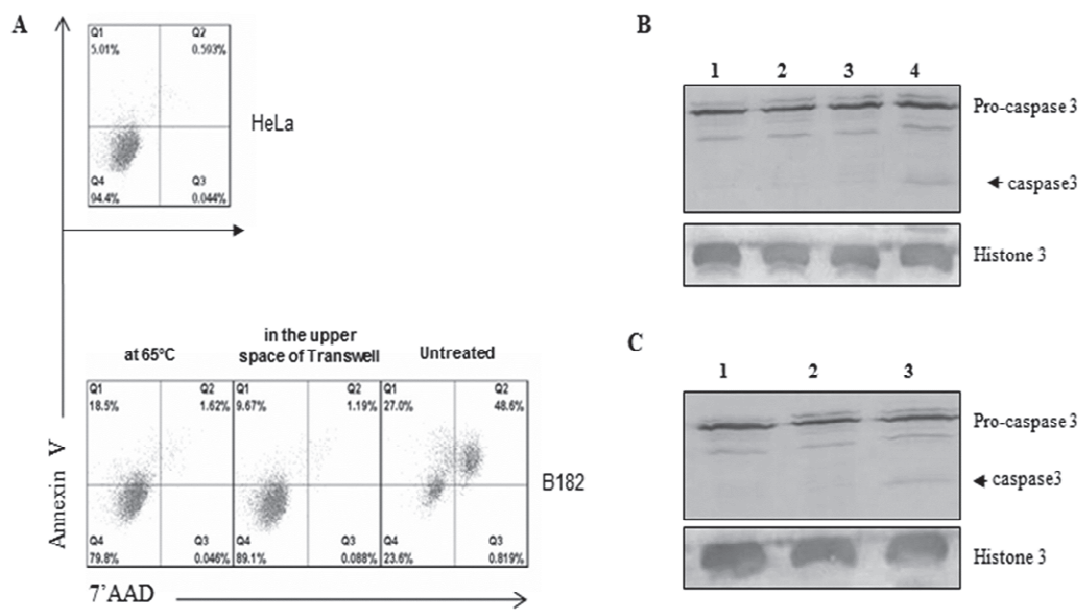 A
Q1
5.01%
Q2
0.593%
Q4
94.4%
Q3
0.044%
HeLa
at 65°C
in the upper
space of Transwell
Untreated
Q1
18.5%
Q2
1.62%
Q4
79.8%
Q3
0.046%
Q1
9.67%
Q2
1.19%
Q4
89.1%
Q3
0.088%
Q1
27.0%
Q2
48.6%
Q4
23.6%
Q3
0.819%
B182
Annexin V
7'AAD
B
1 2 3 4
Pro-caspase 3
caspase3
Histone 3
C
1 2 3
Pro-caspase 3
caspase3
Histone 3